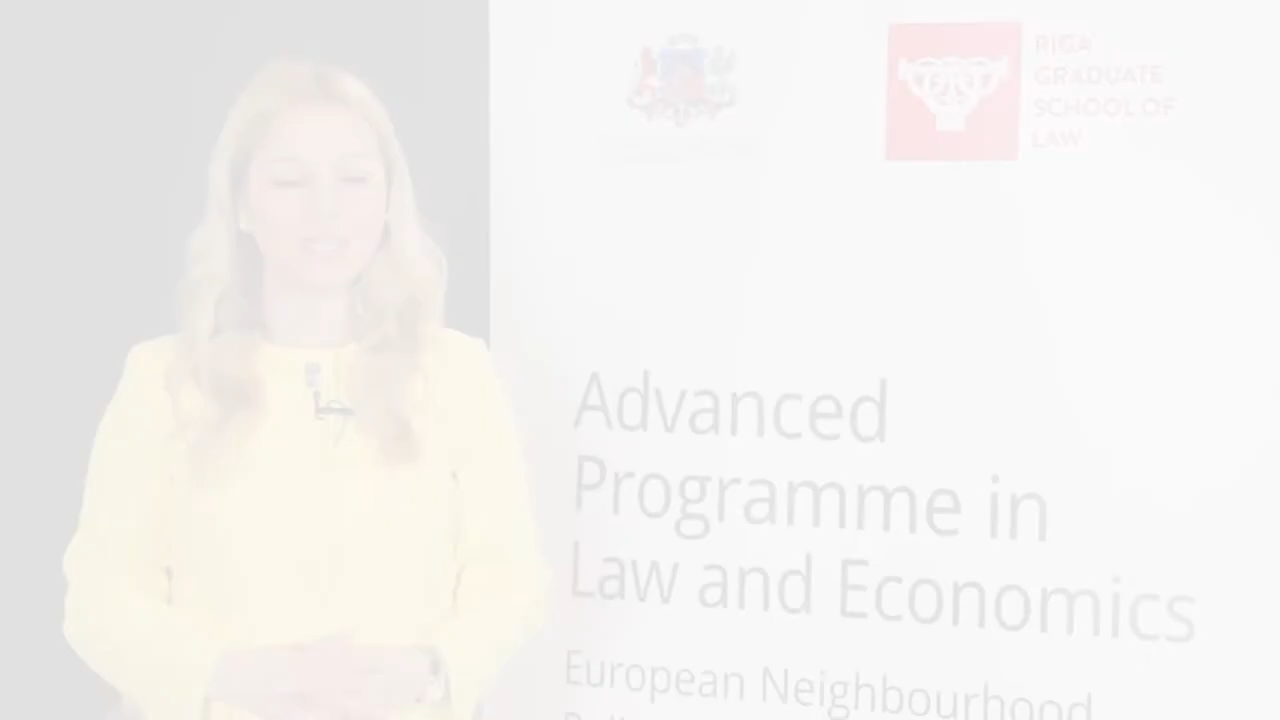 RIGA
GRADUATE
SCHOOL OF
LAW
Advanced
Programme in
Law and Economics
European Neighbourhood